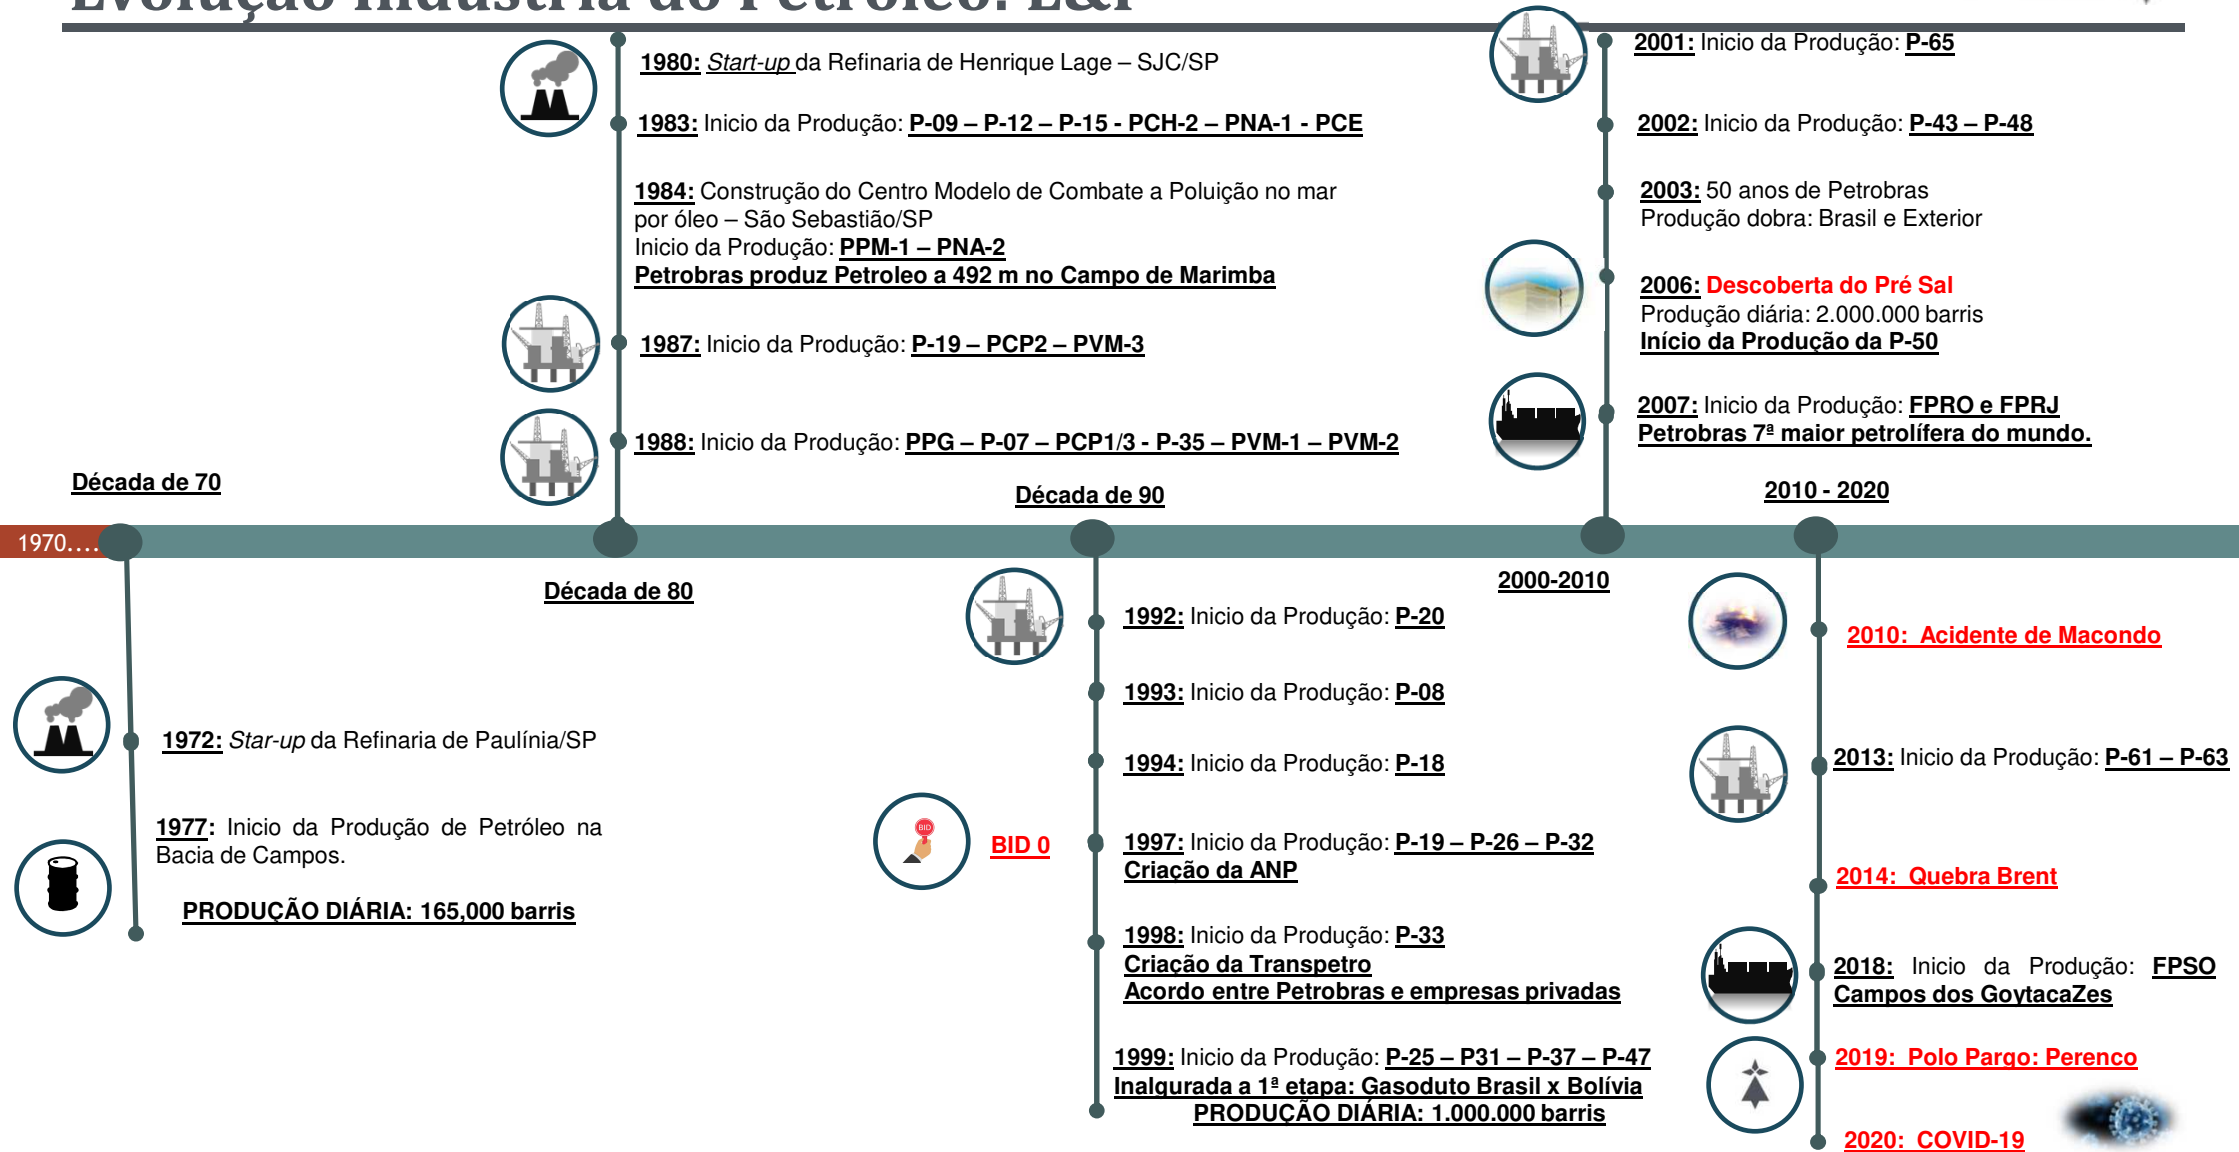 Evolução Indústria do Petróleo: E&P
1970....
Década de 70
1972: Star-up da Refinaria de Paulínia/SP
1977: Inicio da Produção de Petróleo na
Bacia de Campos.
PRODUÇÃO DIÁRIA: 165,000 barris
Década de 80
1980: Start-up da Refinaria de Henrique Lage – SJC/SP
1983: Inicio da Produção: P-09 – P-12 – P-15 - PCH-2 – PNA-1 - PCE
1984: Construção do Centro Modelo de Combate a Poluição no mar
por óleo – São Sebastião/SP
Inicio da Produção: PPM-1 – PNA-2
Petrobras produz Petroleo a 492 m no Campo de Marimba
1987: Inicio da Produção: P-19 – PCP2 – PVM-3
1988: Inicio da Produção: PPG – P-07 – PCP1/3 - P-35 – PVM-1 – PVM-2
Década de 90
1992: Inicio da Produção: P-20
1993: Inicio da Produção: P-08
1994: Inicio da Produção: P-18
BID
BID 0
1997: Inicio da Produção: P-19 – P-26 – P-32
Criação da ANP
1998: Inicio da Produção: P-33
Criação da Transpetro
Acordo entre Petrobras e empresas privadas
1999: Inicio da Produção: P-25 – P31 – P-37 – P-47
Inalgurada a 1ª etapa: Gasoduto Brasil x Bolívia
PRODUÇÃO DIÁRIA: 1.000.000 barris
2000-2010
2001: Inicio da Produção: P-65
2002: Inicio da Produção: P-43 – P-48
2003: 50 anos de Petrobras
Produção dobra: Brasil e Exterior
2006: Descoberta do Pré Sal
Produção diária: 2.000.000 barris
Início da Produção da P-50
2007: Inicio da Produção: FPRO e FPRJ
Petrobras 7ª maior petrolífera do mundo.
2010 - 2020
2010: Acidente de Macondo
2013: Inicio da Produção: P-61 – P-63
2014: Quebra Brent
2018: Inicio da Produção: FPSO
Campos dos GoytacaZes
2019: Polo Pargo: Perenco
2020: COVID-19